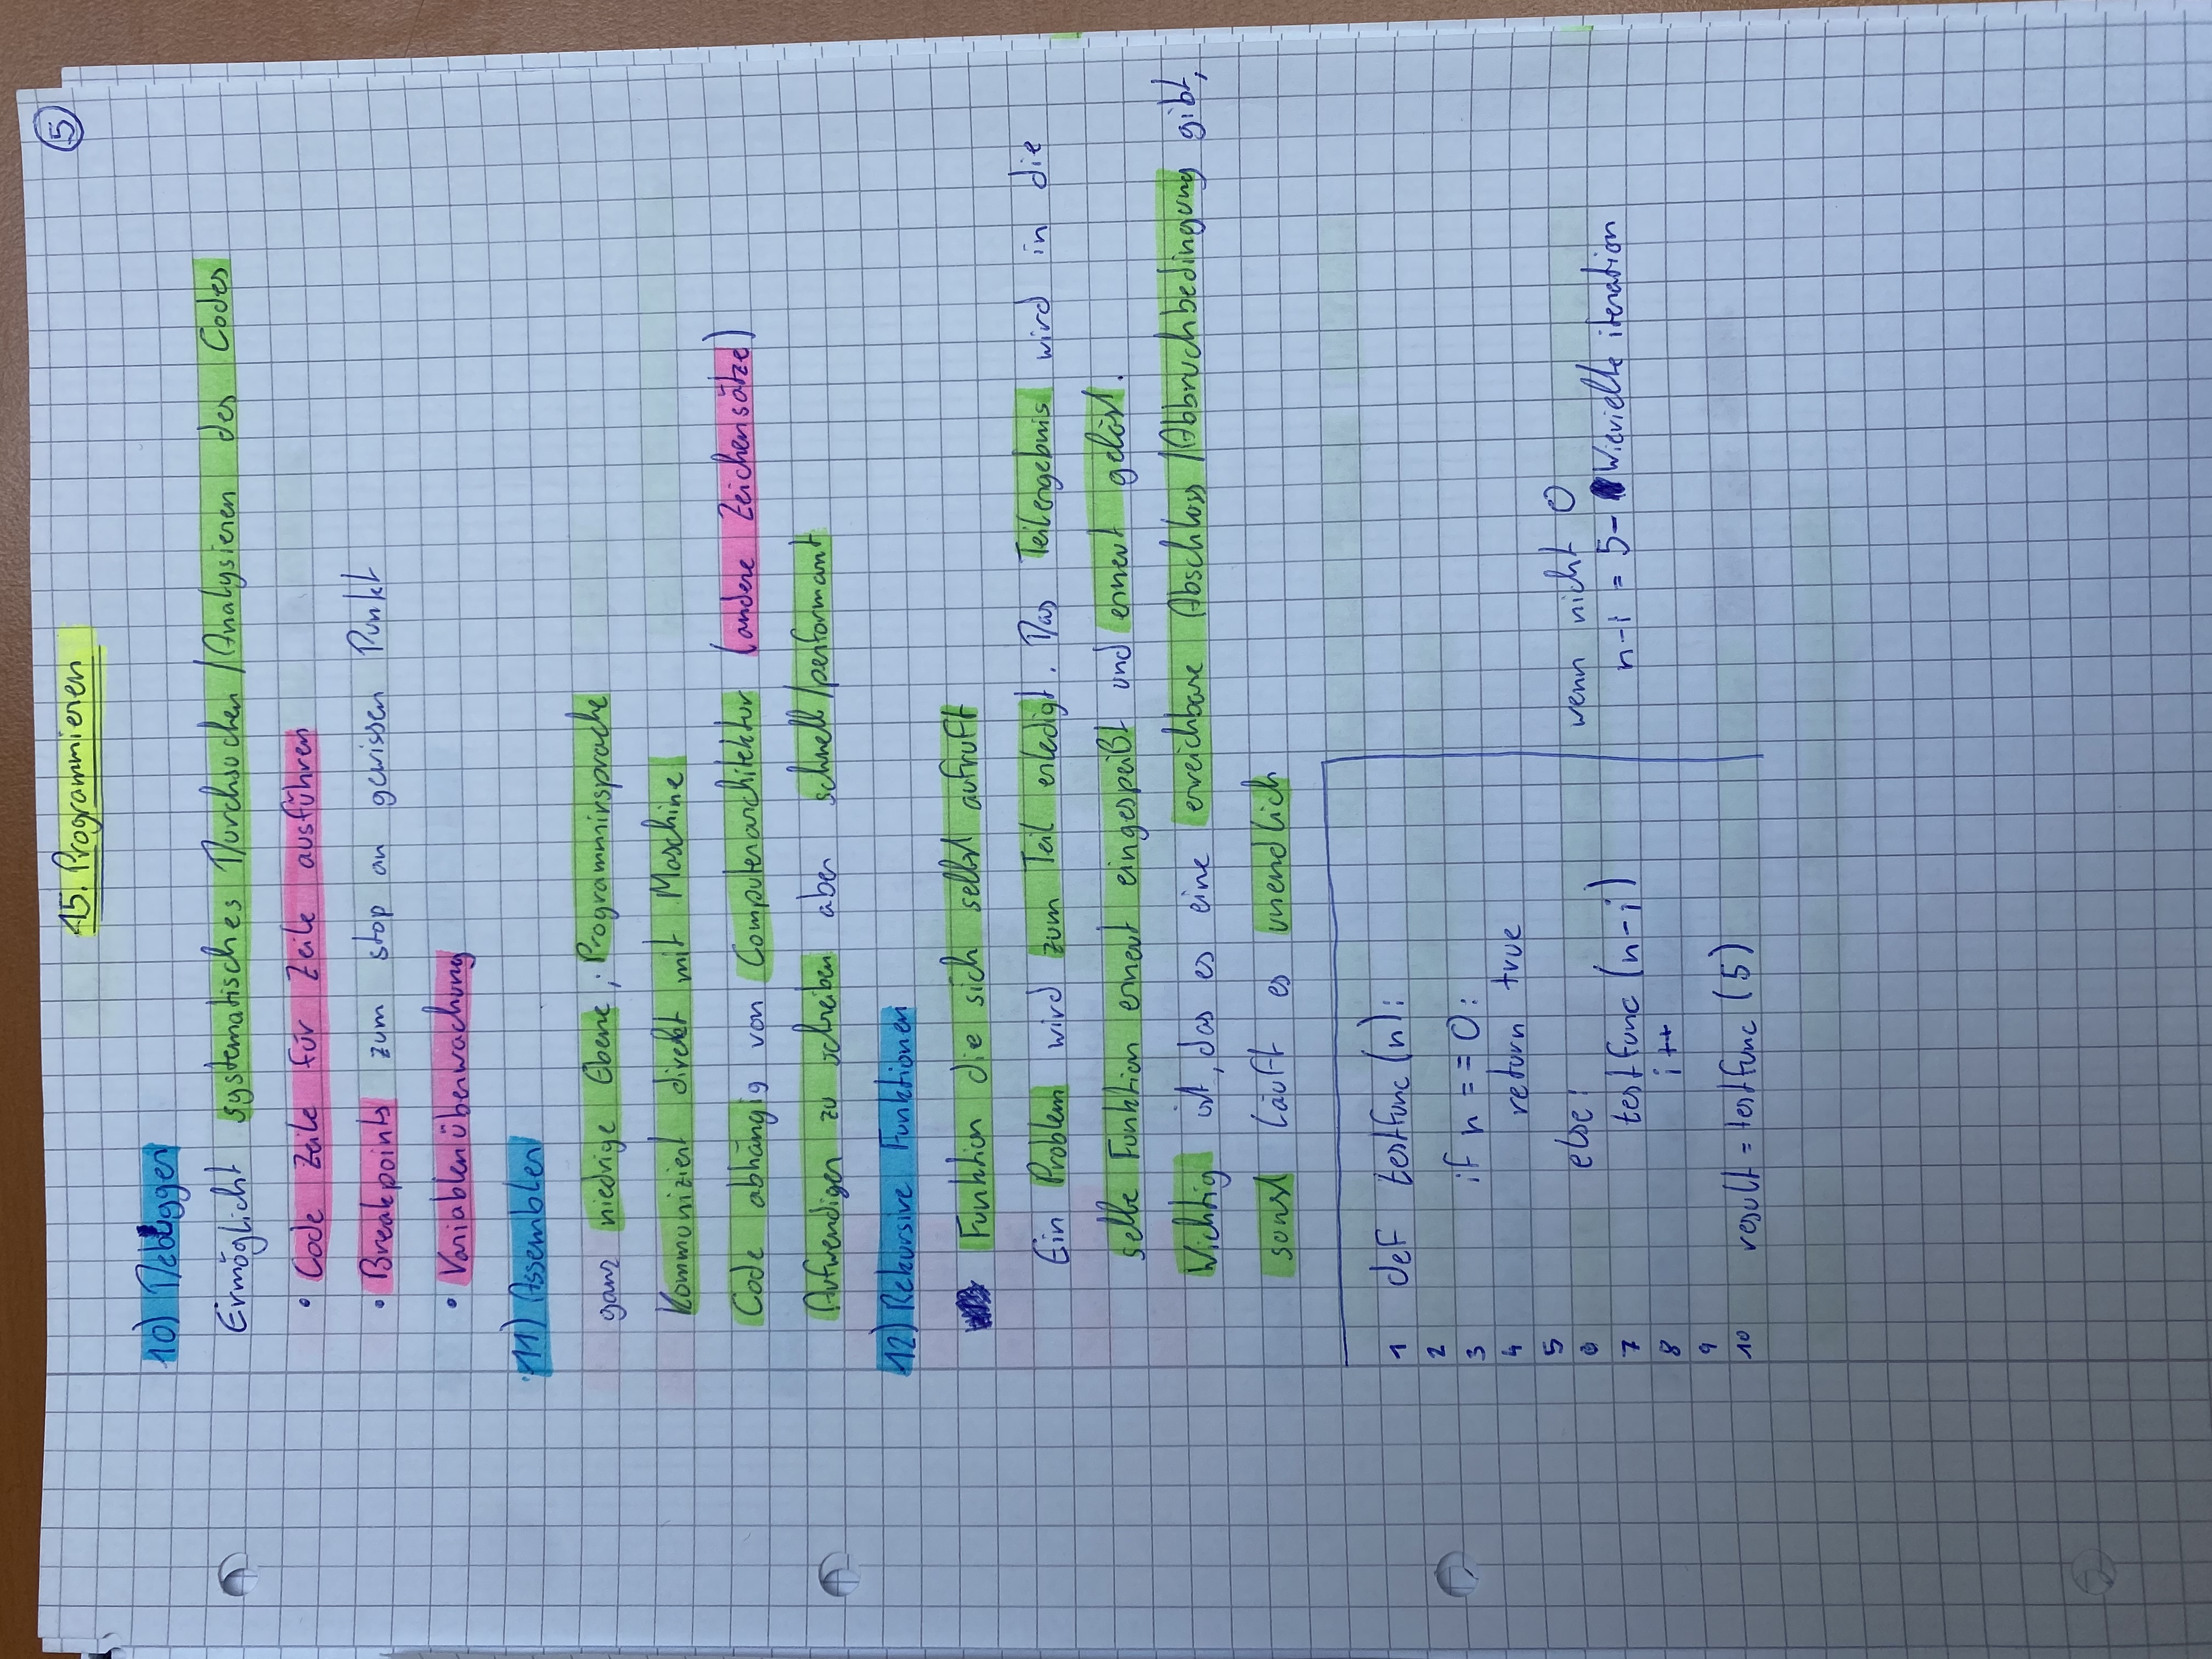 15. Programmieren
5
10) Debugger
Ermöglicht systematisches Durchsuchen/Analysieren des Codes
• Code Zeile für Zeile ausführen
• Breakpoints zum stop an gewissen Punkt
• Variablenüberwachung
11) Assembler
ganz niedrige Ebene, Programmirsprache
Kommuniziert direkt mit Maschine
Code abhängig von Computerarchitektur (andere Zeichensätze)
Aufwendiger zu schreiben aber schnell/performant
12) Rekursive Funktionen
Funktion die sich selbst aufruft
Ein Problem wird zum Teil erledigt. Das Teilergebnis wird in die
selbe Funktion erneut eingespeißt und erneut gelöst.
Wichtig ist, das es eine erreichbare Abschluss/Abbruchbedingung gibt,
sonst läuft es unendlich
1 def testfunc(n):
2
3 if n == 0:
4 return true
5
6 else:
7 testfunc(n-i)
8 i++
9
10 result = testfunc(5)
wenn nicht 0
n-i = 5- Wievielte iteration